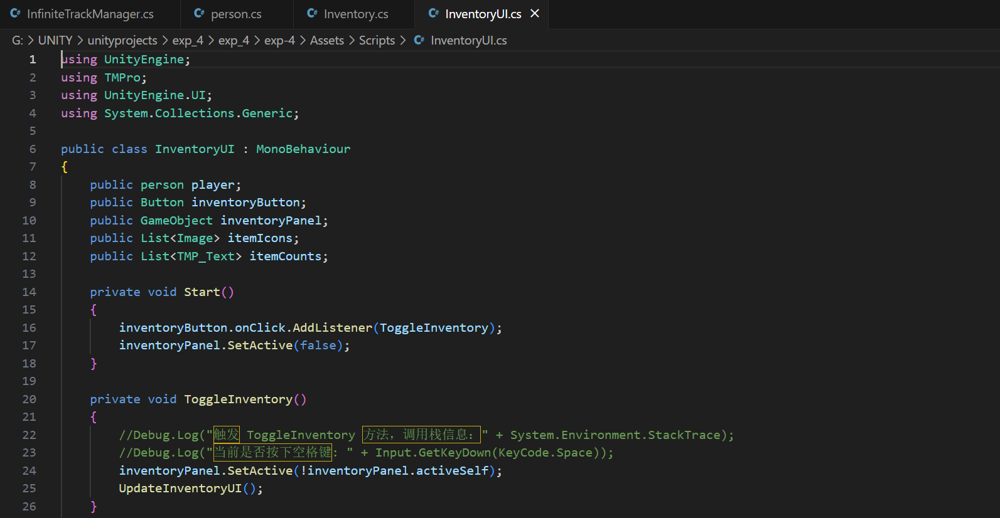 InfiniteTrackManager.cs person.cs Inventory.cs InventoryUI.cs
G: > UNITY > unityprojects > exp_4 > exp_4 > exp-4 > Assets > Scripts > InventoryUI.cs
1 using UnityEngine;
2 using TMPro;
3 using UnityEngine.UI;
4 using System.Collections.Generic;
5
6 public class InventoryUI : MonoBehaviour
7 {
8 public person player;
9 public Button inventoryButton;
10 public GameObject inventoryPanel;
11 public List<Image> itemIcons;
12 public List<TMP_Text> itemCounts;
13
14 private void Start()
15 {
16 inventoryButton.onClick.AddListener(ToggleInventory);
17 inventoryPanel.SetActive(false);
18 }
19
20 private void ToggleInventory()
21 {
22 //Debug.Log("触发 ToggleInventory 方法，调用栈信息：" + System.Environment.StackTrace);
23 //Debug.Log("当前是否按下空格键: " + Input.GetKeyDown(KeyCode.Space));
24 inventoryPanel.SetActive(!inventoryPanel.activeSelf);
25 UpdateInventoryUI();
26 }